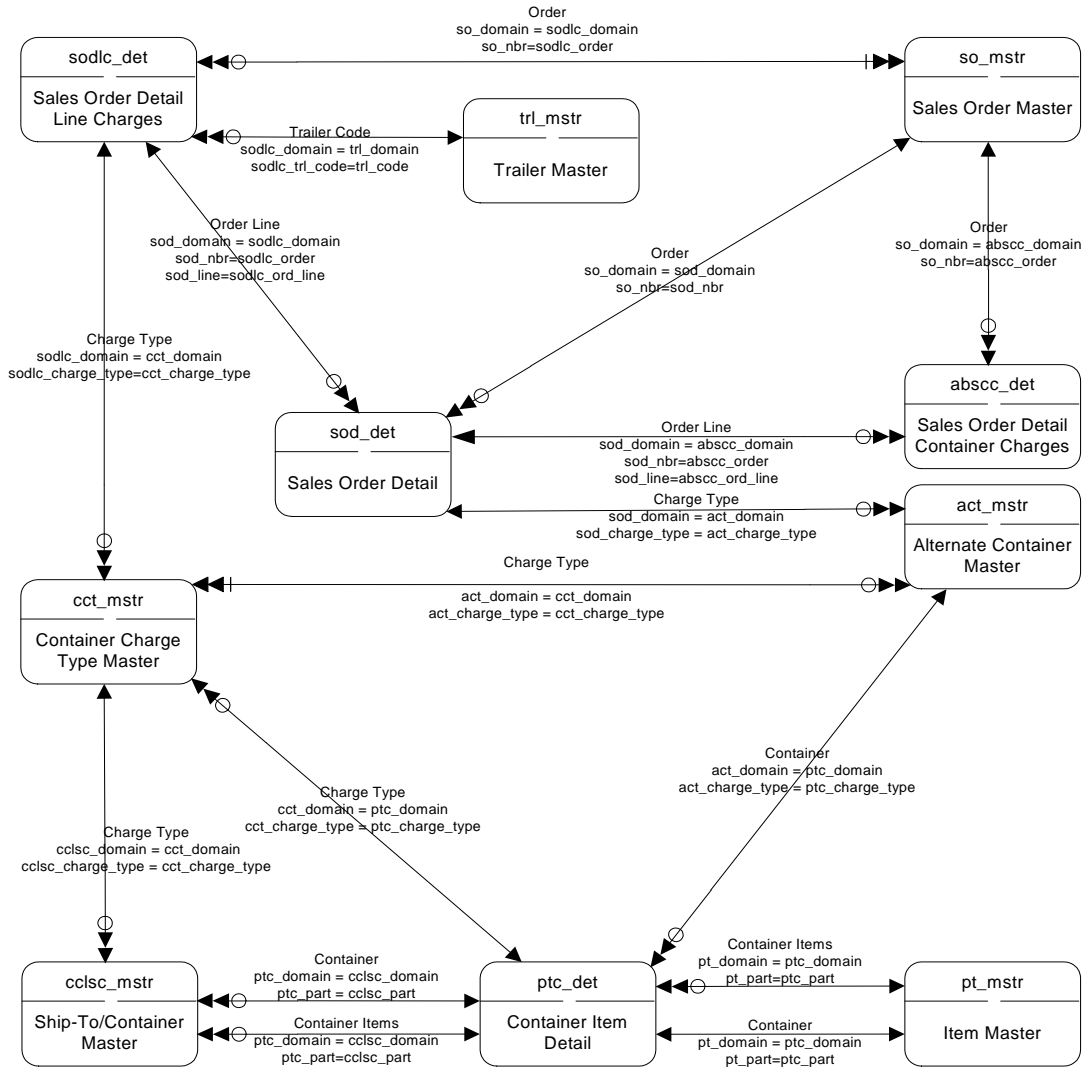 Order
so_domain = sodlc_domain
so_nbr=sodlc_order
sodlc_det
Sales Order Detail
Line Charges
so_mstr
Sales Order Master
trl_mstr
Trailer Master
Trailer Code
sodlc_domain = trl_domain
sodlc_trl_code=trl_code
Order Line
sod_domain = sodlc_domain
sod_nbr=sodlc_order
sod_line=sodlc_ord_line
Order
so_domain = sod_domain
so_nbr=sod_nbr
Order
so_domain = abscc_domain
so_nbr=abscc_order
Charge Type
sodlc_domain = cct_domain
sodlc_charge_type=cct_charge_type
sod_det
Sales Order Detail
abscc_det
Sales Order Detail
Container Charges
Order Line
sod_domain = abscc_domain
sod_nbr=abscc_order
sod_line=abscc_ord_line
Charge Type
sod_domain = act_domain
sod_charge_type = act_charge_type
act_mstr
Alternate Container
Master
Charge Type
act_domain = cct_domain
act_charge_type = cct_charge_type
cct_mstr
Container Charge
Type Master
Container
act_domain = ptc_domain
act_charge_type = ptc_charge_type
Charge Type
cct_domain = ptc_domain
cct_charge_type = ptc_charge_type
Charge Type
cclsc_domain = cct_domain
cclsc_charge_type = cct_charge_type
cclsc_mstr
Ship-To/Container
Master
Container
ptc_domain = cclsc_domain
ptc_part = cclsc_part
Container Items
ptc_domain = cclsc_domain
ptc_part=cclsc_part
ptc_det
Container Item
Detail
Container Items
pt_domain = ptc_domain
pt_part=ptc_part
Container
pt_domain = ptc_domain
pt_part=ptc_part
pt_mstr
Item Master